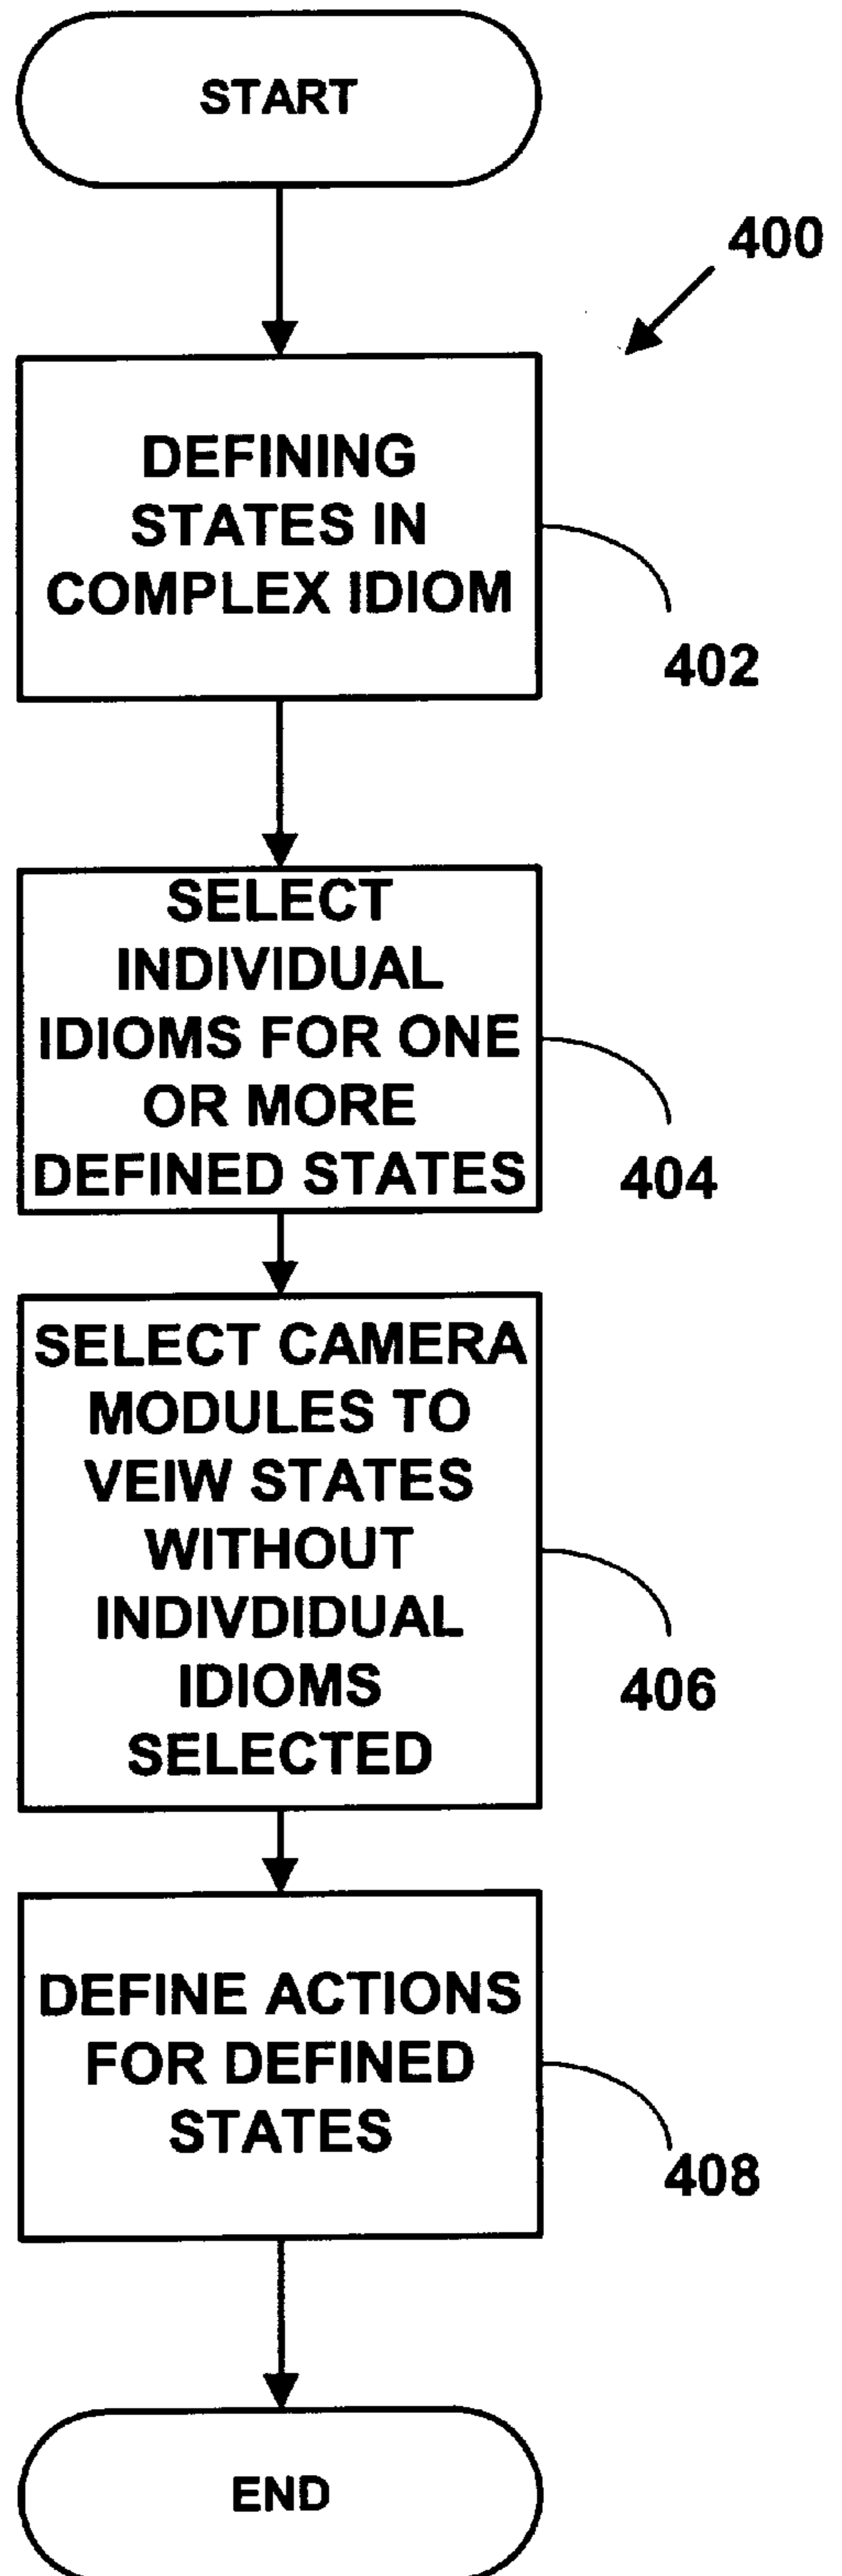 START
400
DEFINING
STATES IN
COMPLEX IDIOM
402
SELECT
INDIVIDUAL
IDIOMS FOR ONE
OR MORE
DEFINED STATES
404
SELECT CAMERA
MODULES TO
VEIW STATES
WITHOUT
INDIVDIDUAL
IDIOMS
SELECTED
406
DEFINE ACTIONS
FOR DEFINED
STATES
408
END